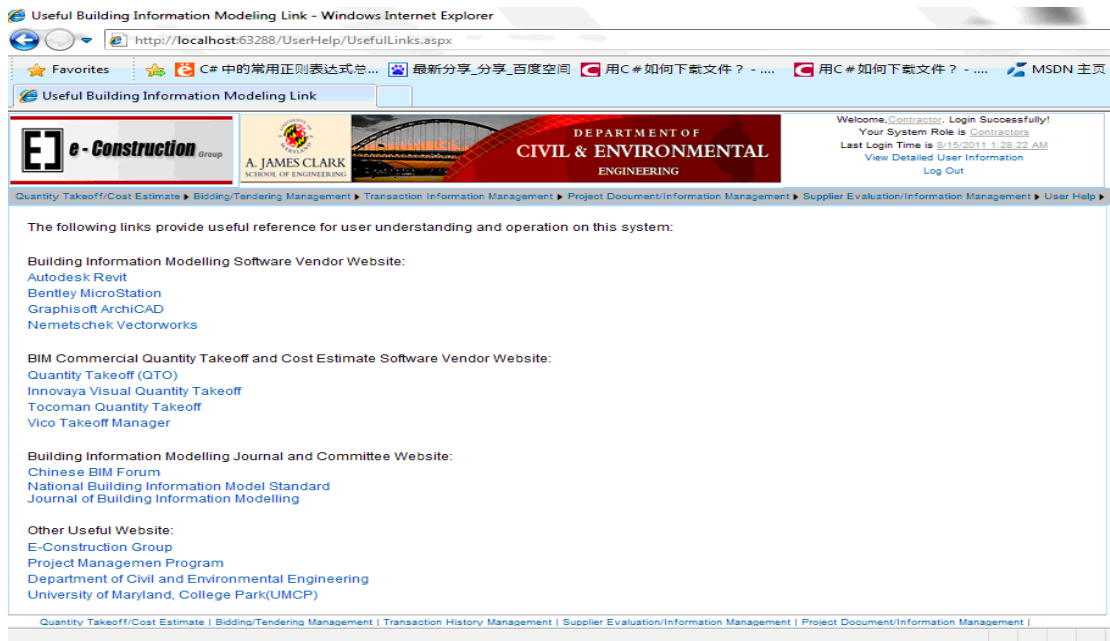 Useful Building Information Modeling Link - Windows Internet Explorer
http://localhost:63288/UserHelp/UsefulLinks.aspx
Favorites C# 中的常用正则表达式总... 最新分享_分享_百度空间 用C#如何下载文件? - .... 用C#如何下载文件? - .... MSDN 主页
Useful Building Information Modeling Link
e - Construction Group
UNIVERSITY OF MARYLAND
A. JAMES CLARK
SCHOOL OF ENGINEERING
DEPARTMENT OF
CIVIL & ENVIRONMENTAL
ENGINEERING
Welcome,Contractor. Login Successfully!
Your System Role is Contractors
Last Login Time is 8/15/2011 1:28:22 AM
View Detailed User Information
Log Out
Quantity Takeoff/Cost Estimate Bidding/Tendering Management Transaction Information Management Project Document/Information Management Supplier Evaluation/Information Management User Help
The following links provide useful reference for user understanding and operation on this system:
Building Information Modelling Software Vendor Website:
Autodesk Revit
Bentley MicroStation
Graphisoft ArchiCAD
Nemetschek Vectorworks
BIM Commercial Quantity Takeoff and Cost Estimate Software Vendor Website:
Quantity Takeoff (QTO)
Innovaya Visual Quantity Takeoff
Tocoman Quantity Takeoff
Vico Takeoff Manager
Building Information Modelling Journal and Committee Website:
Chinese BIM Forum
National Building Information Model Standard
Journal of Building Information Modelling
Other Useful Website:
E-Construction Group
Project Managemen Program
Department of Civil and Environmental Engineering
University of Maryland, College Park(UMCP)
Quantity Takeoff/Cost Estimate | Bidding/Tendering Management | Transaction History Management | Supplier Evaluation/Information Management | Project Document/Information Management |